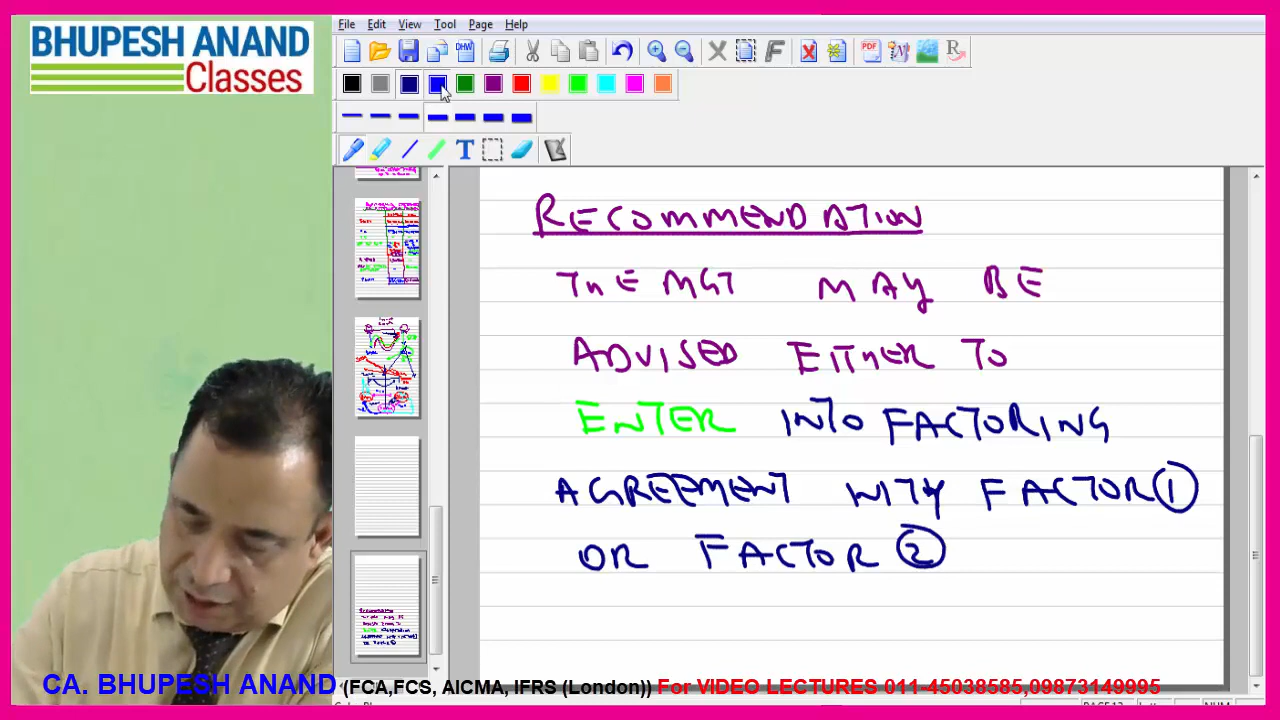 BHUPESH ANAND
Classes
File Edit View Tool Page Help
RECOMMENDATION
THE MGT MAY BE
ADVISED EITHER TO
ENTER INTO FACTORING
AGREEMENT WITH FACTOR ①
OR FACTOR ②
CA. BHUPESH ANAND (FCA,FCS, AICMA, IFRS (London)) For VIDEO LECTURES 011-45038585,09873149995